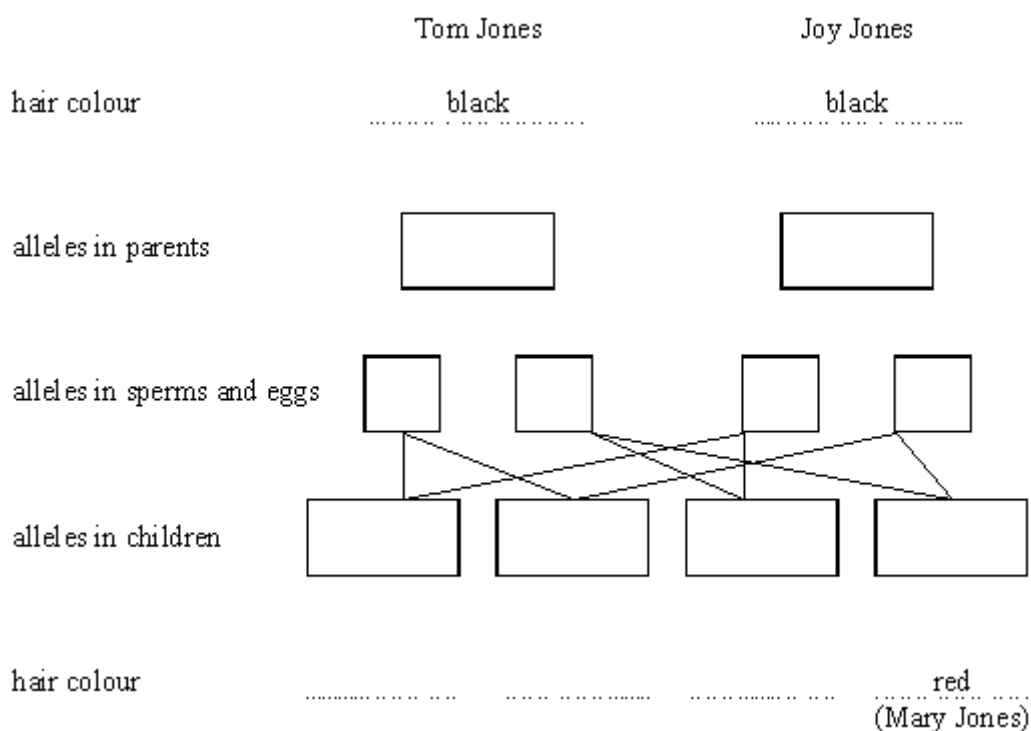 Tom Jones Joy Jones
hair colour black black
alleles in parents
alleles in sperms and eggs
alleles in children
hair colour red
(Mary Jones)